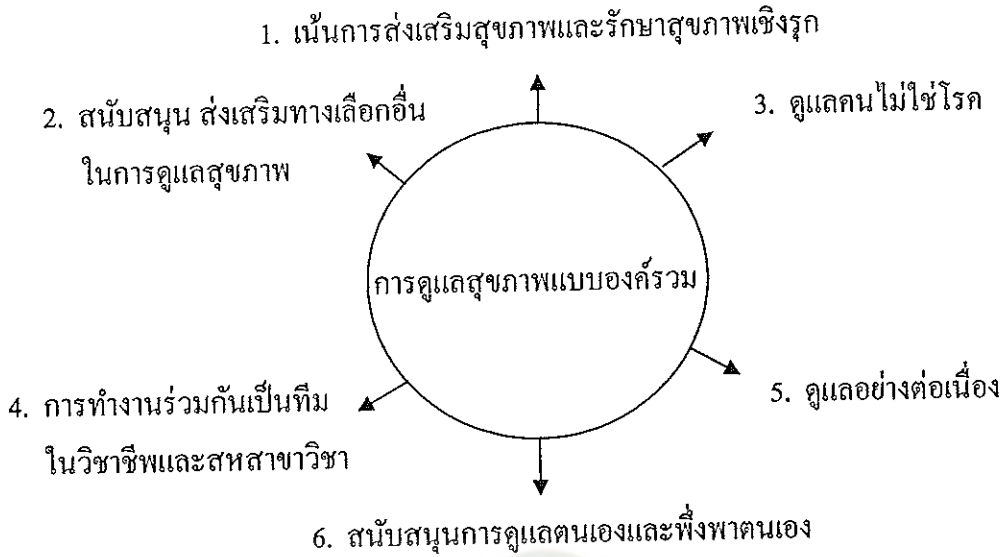 1. เน้นการส่งเสริมสุขภาพและรักษาสุขภาพเชิงรุก
2. สนับสนุน ส่งเสริมทางเลือกอื่น
ในการดูแลสุขภาพ
3. ดูแลคนไม่ใช่โรค
การดูแลสุขภาพแบบองค์รวม
4. การทำงานร่วมกันเป็นทีม
ในวิชาชีพและสหสาขาวิชา
5. ดูแลอย่างต่อเนื่อง
6. สนับสนุนการดูแลตนเองและพึ่งพาตนเอง